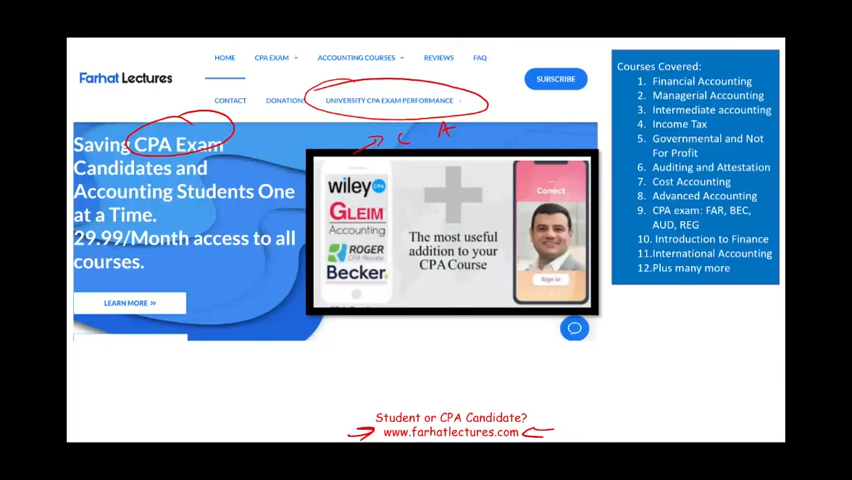 HOME
CPA EXAM
ACCOUNTING COURSES
REVIEWS
FAQ
Farhat Lectures
SUBSCRIBE
CONTACT
DONATIONS
UNIVERSITY CPA EXAM PERFORMANCE
C A
Saving CPA Exam
Candidates and
Accounting Students One
at a Time.
29.99/Month access to all
courses.
LEARN MORE »
wiley CPA
GLEIM
Accounting
ROGER
CPA Review
Becker
The most useful
addition to your
CPA Course
Conect
Sign in
Courses Covered:
1. Financial Accounting
2. Managerial Accounting
3. Intermediate accounting
4. Income Tax
5. Governmental and Not
For Profit
6. Auditing and Attestation
7. Cost Accounting
8. Advanced Accounting
9. CPA exam: FAR, BEC,
AUD, REG
10. Introduction to Finance
11. International Accounting
12. Plus many more
Student or CPA Candidate?
www.farhatlectures.com